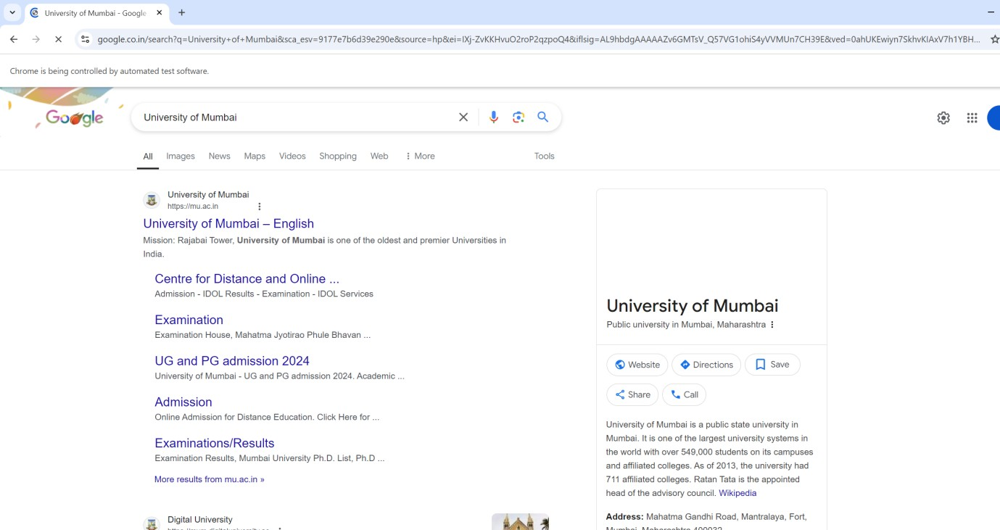 University of Mumbai - Google
google.co.in/search?q=University+of+Mumbai&sca_esv=9177e7b6d39e290e&source=hp&ei=IXj-ZvKKHvuO2roP2qzpoQ4&iflsig=AL9hbdgAAAAAZv6GMTsV_Q57VG1ohiS4yVVMUn7CH39E&ved=0ahUKEwiyn7SkhvKIAxV7h1YBH...
Chrome is being controlled by automated test software.
Google
University of Mumbai
All Images News Maps Videos Shopping Web More Tools
University of Mumbai
https://mu.ac.in
University of Mumbai – English
Mission: Rajabai Tower, University of Mumbai is one of the oldest and premier Universities in
India.
Centre for Distance and Online ...
Admission - IDOL Results - Examination - IDOL Services
Examination
Examination House, Mahatma Jyotirao Phule Bhavan ...
UG and PG admission 2024
University of Mumbai - UG and PG admission 2024. Academic ...
Admission
Online Admission for Distance Education. Click Here for ...
Examinations/Results
Examination Results, Mumbai University Ph.D. List, Ph.D ...
More results from mu.ac.in »
Digital University
University of Mumbai
Public university in Mumbai, Maharashtra
Website Directions Save
Share Call
University of Mumbai is a public state university in
Mumbai. It is one of the largest university systems in
the world with over 549,000 students on its campuses
and affiliated colleges. As of 2013, the university had
711 affiliated colleges. Ratan Tata is the appointed
head of the advisory council. Wikipedia
Address: Mahatma Gandhi Road, Mantralaya, Fort,
Mumbai, Maharashtra 400032